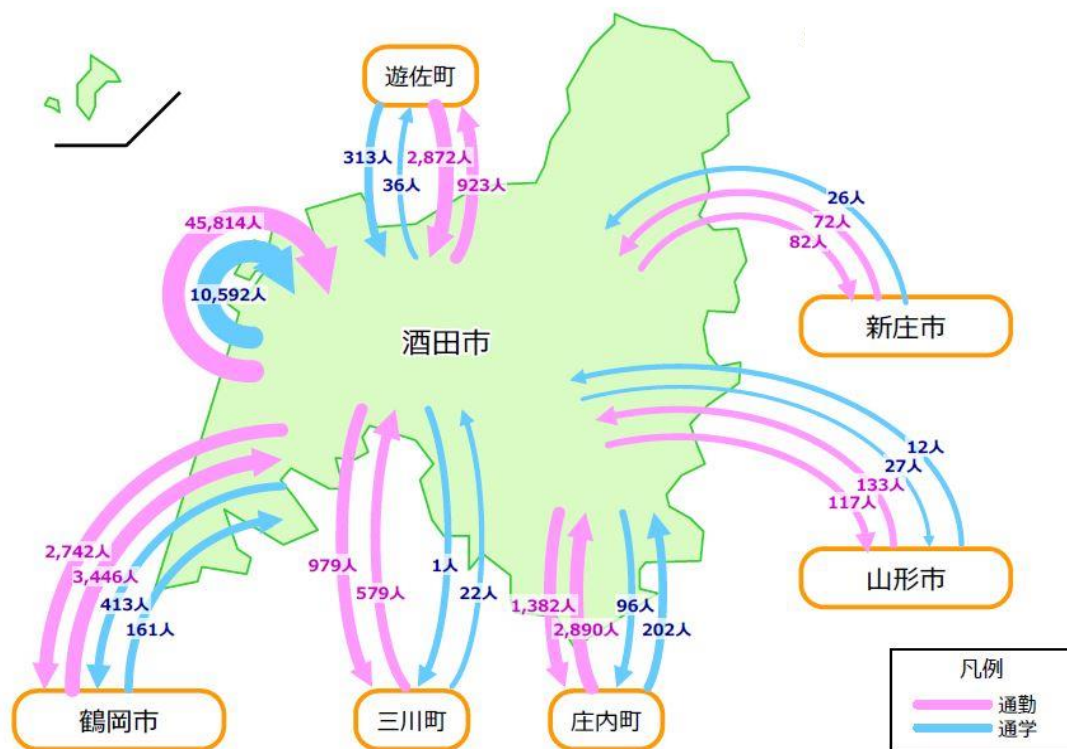 遊佐町
313人
2,872人
36人
923人
26人
72人
82人
45,814人
10,592人
新庄市
酒田市
12人
27人
133人
117人
山形市
2,742人
3,446人
413人
161人
979人
579人
1人
22人
1,382人
2,890人
96人
202人
鶴岡市
三川町
庄内町
凡例
通勤
通学